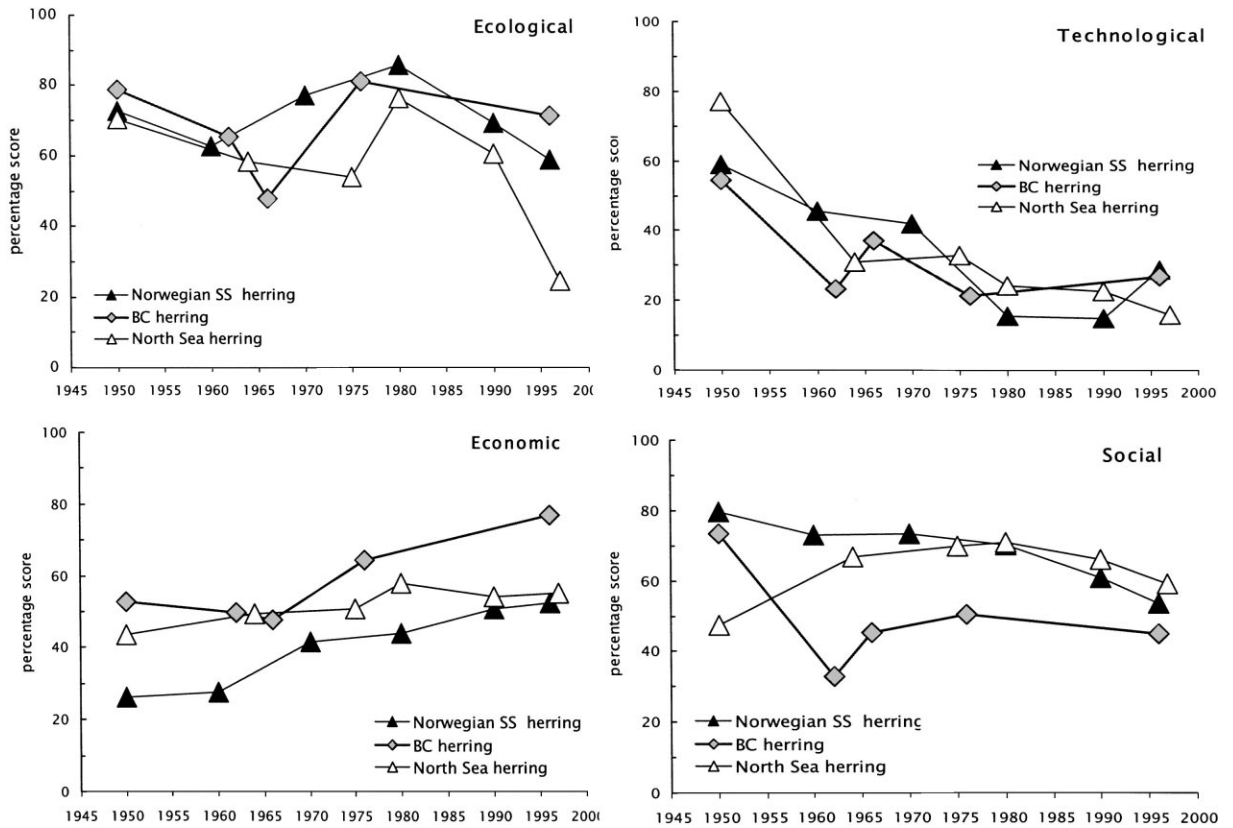 Ecological
percentage score
100
80
60
40
20
0
Norwegian SS herring
BC herring
North Sea herring
1945 1950 1955 1960 1965 1970 1975 1980 1985 1990 1995 200
Technological
percentage scor
100
80
60
40
20
0
Norwegian SS herring
BC herring
North Sea herring
1945 1950 1955 1960 1965 1970 1975 1980 1985 1990 1995 2000
Economic
percentage score
100
80
60
40
20
0
Norwegian SS herring
BC herring
North Sea herring
1945 1950 1955 1960 1965 1970 1975 1980 1985 1990 1995 200
Social
percentage score
100
80
60
40
20
0
Norwegian SS herring
BC herring
North Sea herring
1945 1950 1955 1960 1965 1970 1975 1980 1985 1990 1995 2000